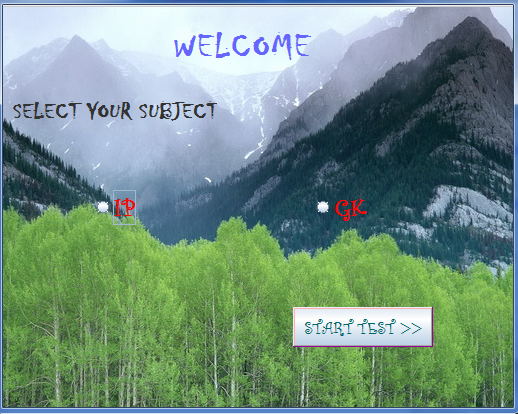 WELCOME
SELECT YOUR SUBJECT
IP
GK
START TEST >>